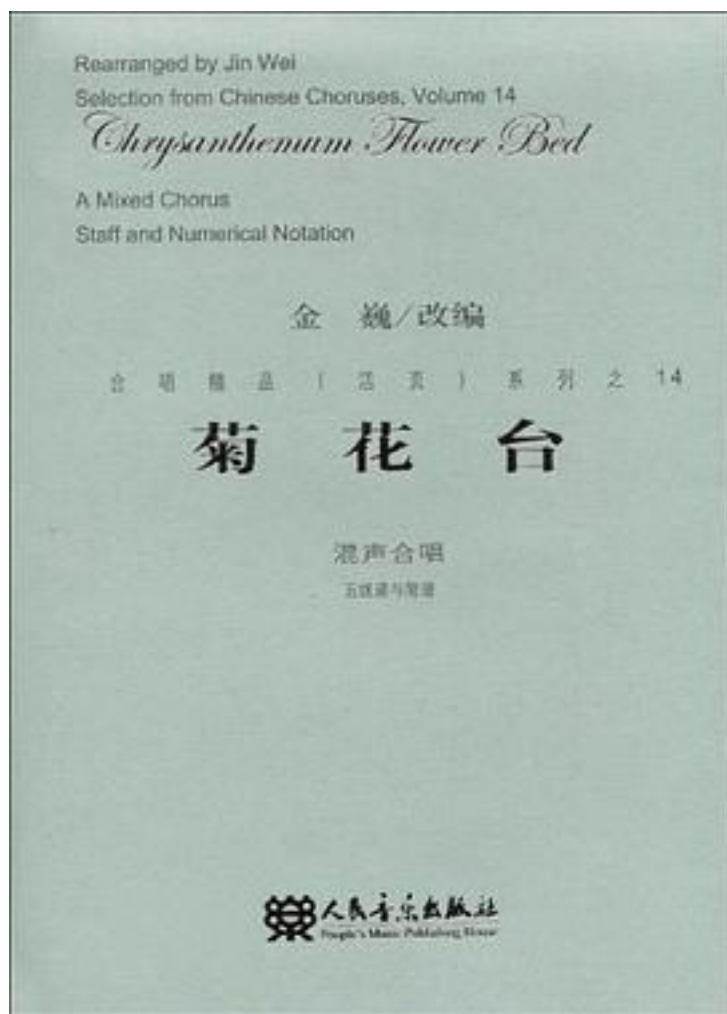 Rearranged by Jin Wei
Selection from Chinese Choruses, Volume 14
Chrysanthemum Flower Bed
A Mixed Chorus
Staff and Numerical Notation
金 巍/改编
合 唱 精 品 ( 活 页 ) 系 列 之 14
菊 花 台
混声合唱
五线谱与简谱
人民音乐出版社
People's Music Publishing House